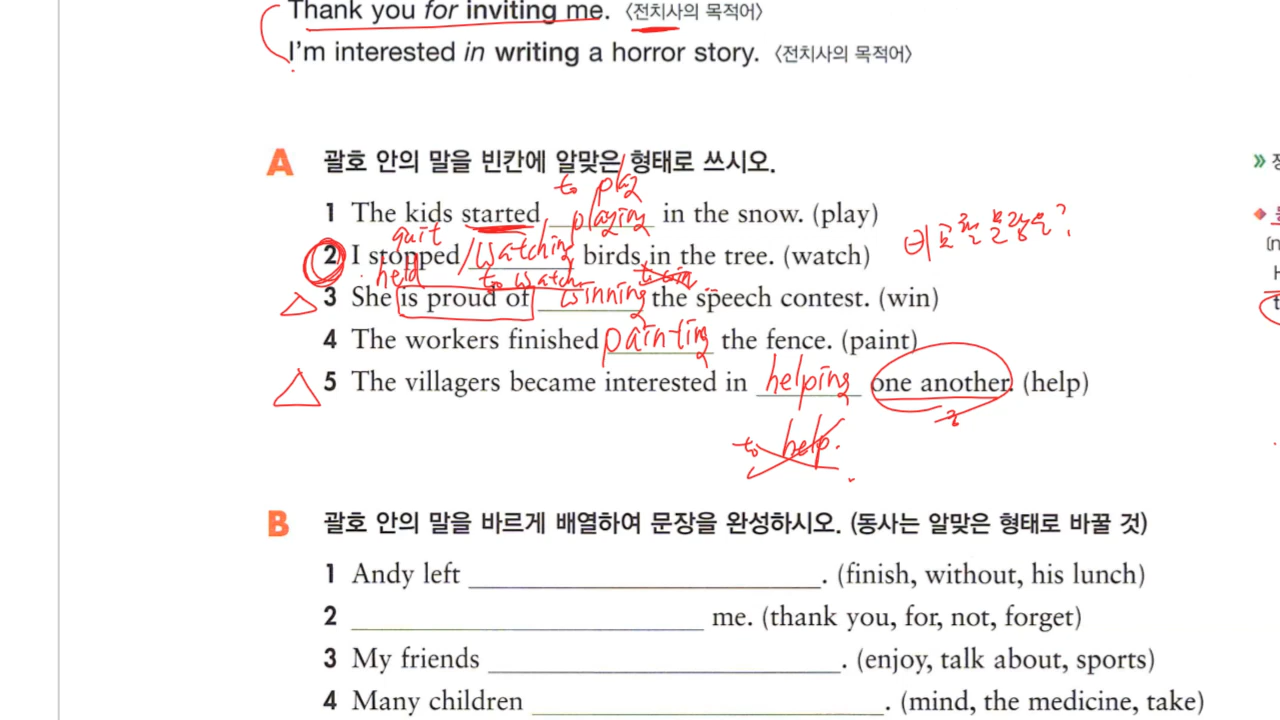 Thank you for inviting me. 〈전치사의 목적어〉
I'm interested in writing a horror story. 〈전치사의 목적어〉
A 괄호 안의 말을 빈칸에 알맞은 형태로 쓰시오.
to play
1 The kids started playing in the snow. (play)
quit
2 I stopped / watching birds in the tree. (watch)
held to watch to win
3 She is proud of winning the speech contest. (win)
4 The workers finished painting the fence. (paint)
5 The villagers became interested in helping one another. (help)
to help.
B 괄호 안의 말을 바르게 배열하여 문장을 완성하시오. (동사는 알맞은 형태로 바꿀 것)
1 Andy left ____. (finish, without, his lunch)
2 ____ me. (thank you, for, not, forget)
3 My friends ____. (enjoy, talk about, sports)
4 Many children ____. (mind, the medicine, take)